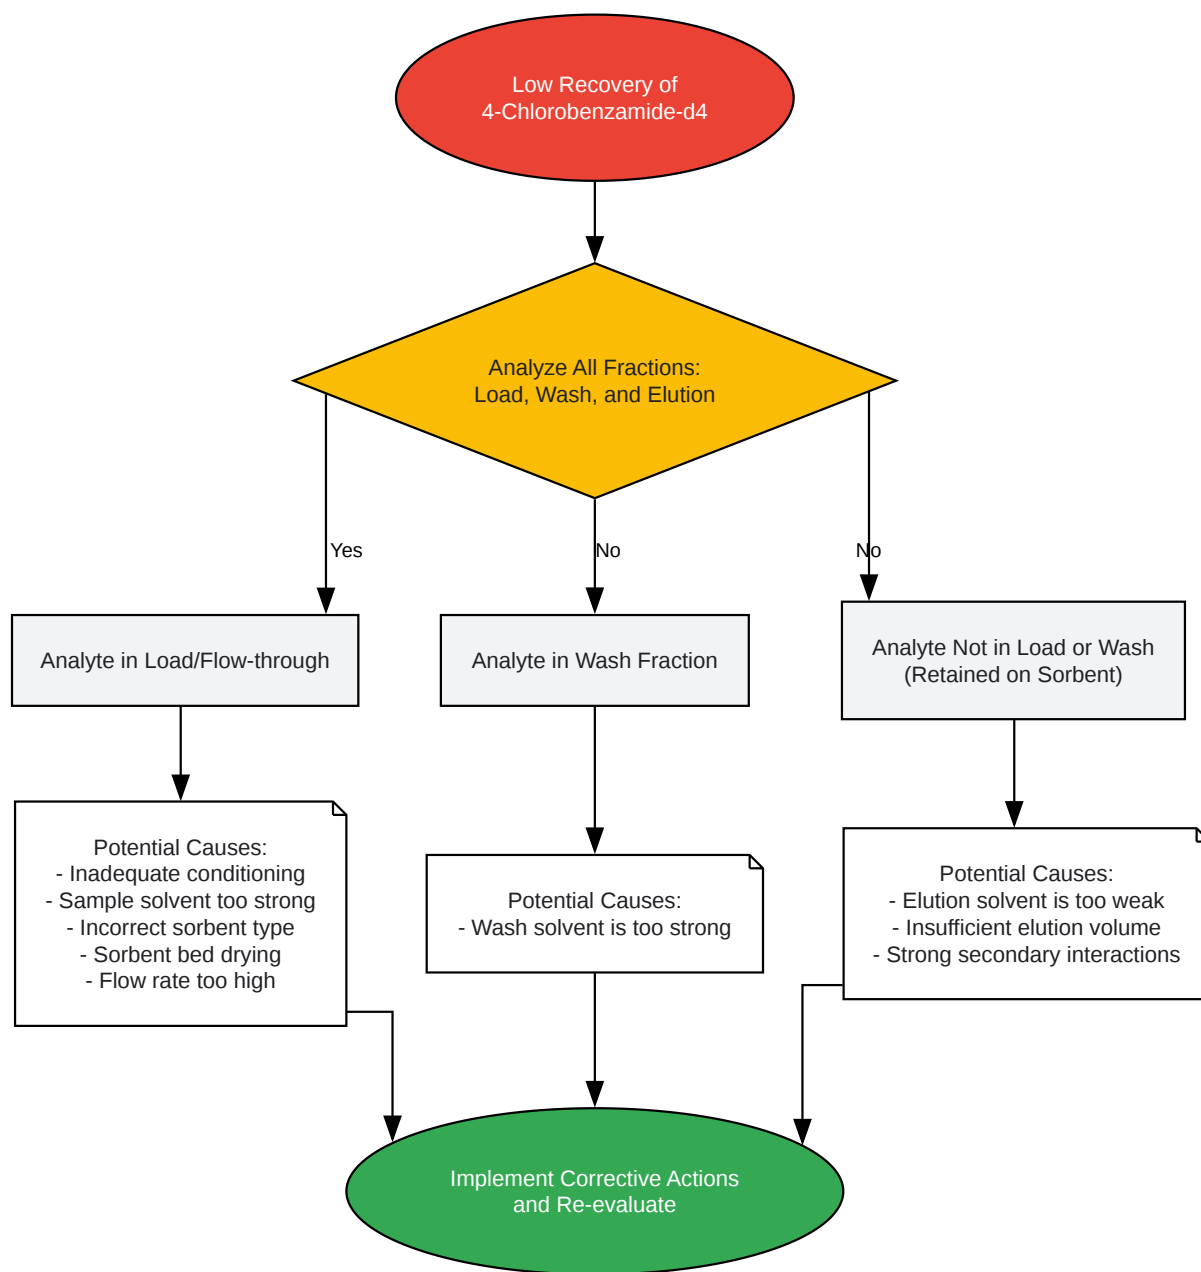 Low Recovery of
4-Chlorobenzamide-d4
Analyze All Fractions:
Load, Wash, and Elution
Yes
No
No
Analyte in Load/Flow-through
Analyte in Wash Fraction
Analyte Not in Load or Wash
(Retained on Sorbent)
Potential Causes:
- Inadequate conditioning
- Sample solvent too strong
- Incorrect sorbent type
- Sorbent bed drying
- Flow rate too high
Potential Causes:
- Wash solvent is too strong
Potential Causes:
- Elution solvent is too weak
- Insufficient elution volume
- Strong secondary interactions
Implement Corrective Actions
and Re-evaluate